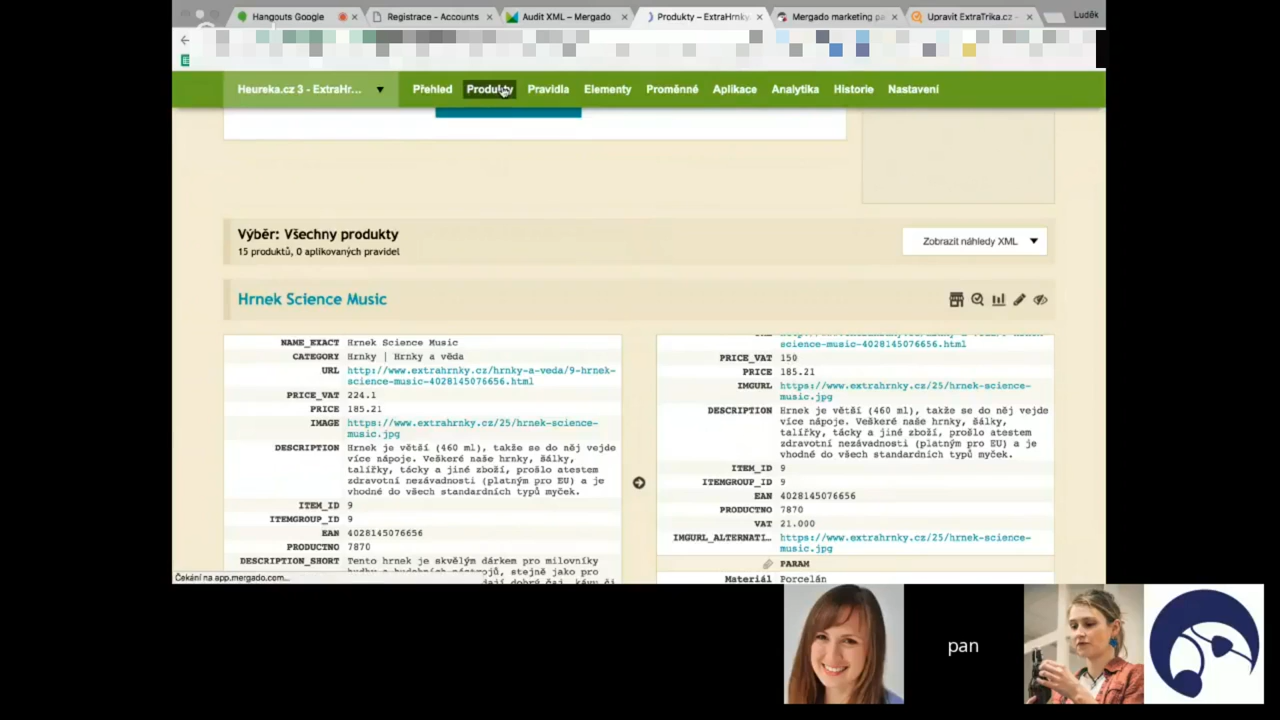 Hangouts Google
Registrace - Accounts
Audit XML – Mergado
Produkty – ExtraHrnky
Mergado marketing pa
Upravit ExtraTrika.cz -
Luděk
Heureka.cz 3 - ExtraHr...
Přehled
Produkty
Pravidla
Elementy
Proměnné
Aplikace
Analytika
Historie
Nastavení
Výběr: Všechny produkty
15 produktů, 0 aplikovaných pravidel
Zobrazit náhledy XML
Hrnek Science Music
NAME_EXACT Hrnek Science Music
CATEGORY Hrnky | Hrnky a věda
URL http://www.extrahrnky.cz/hrnky-a-veda/9-hrnek-
science-music-4028145076656.html
PRICE_VAT 224.1
PRICE 185.21
IMAGE https://www.extrahrnky.cz/25/hrnek-science-
music.jpg
DESCRIPTION Hrnek je větší (460 ml), takže se do něj vejde
více nápoje. Veškeré naše hrnky, šálky,
talířky, tácky a jiné zboží, prošlo atestem
zdravotní nezávadnosti (platným pro EU) a je
vhodné do všech standardních typů myček.
ITEM_ID 9
ITEMGROUP_ID 9
EAN 4028145076656
PRODUCTNO 7870
DESCRIPTION_SHORT Tento hrnek je skvělým dárkem pro milovníky
hudby a hudebních nástrojů, stejně jako pro
dobrý čaj, kávu či
science-music-4028145076656.html
PRICE_VAT 150
PRICE 185.21
IMGURL https://www.extrahrnky.cz/25/hrnek-science-
music.jpg
DESCRIPTION Hrnek je větší (460 ml), takže se do něj vejde
více nápoje. Veškeré naše hrnky, šálky,
talířky, tácky a jiné zboží, prošlo atestem
zdravotní nezávadnosti (platným pro EU) a je
vhodné do všech standardních typů myček.
ITEM_ID 9
ITEMGROUP_ID 9
EAN 4028145076656
PRODUCTNO 7870
VAT 21.000
IMGURL_ALTERNATI... https://www.extrahrnky.cz/25/hrnek-science-
music.jpg
PARAM
Materiál Porcelán
Čekání na app.mergado.com...
pan